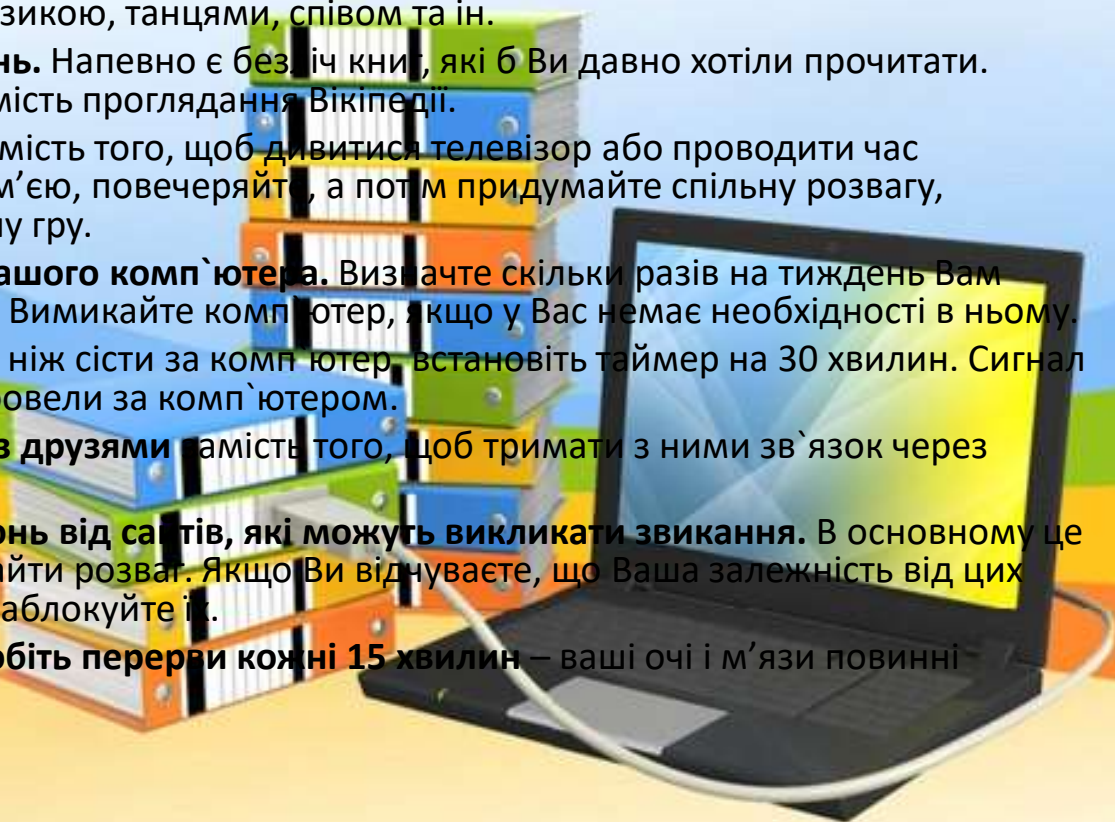 зикою, танцями, співом та ін.
нь. Напевно є безліч книг, які б Ви давно хотіли прочитати.
мість проглядання Вікіпедії.
мість того, щоб дивитися телевізор або проводити час
м’єю, повечеряйте, а потім придумайте спільну розвагу,
ну гру.
ашого комп`ютера. Визначте скільки разів на тиждень Вам
Вимикайте комп`ютер, якщо у Вас немає необхідності в ньому.
ніж сісти за комп`ютер, встановіть таймер на 30 хвилин. Сигнал
ровели за комп`ютером.
з друзями замість того, щоб тримати з ними зв`язок через
онь від сайтів, які можуть викликати звикання. В основному це
айти розваг. Якщо Ви відчуваєте, що Ваша залежність від цих
аблокуйте їх.
обіть перерви кожні 15 хвилин – ваші очі і м’язи повинні